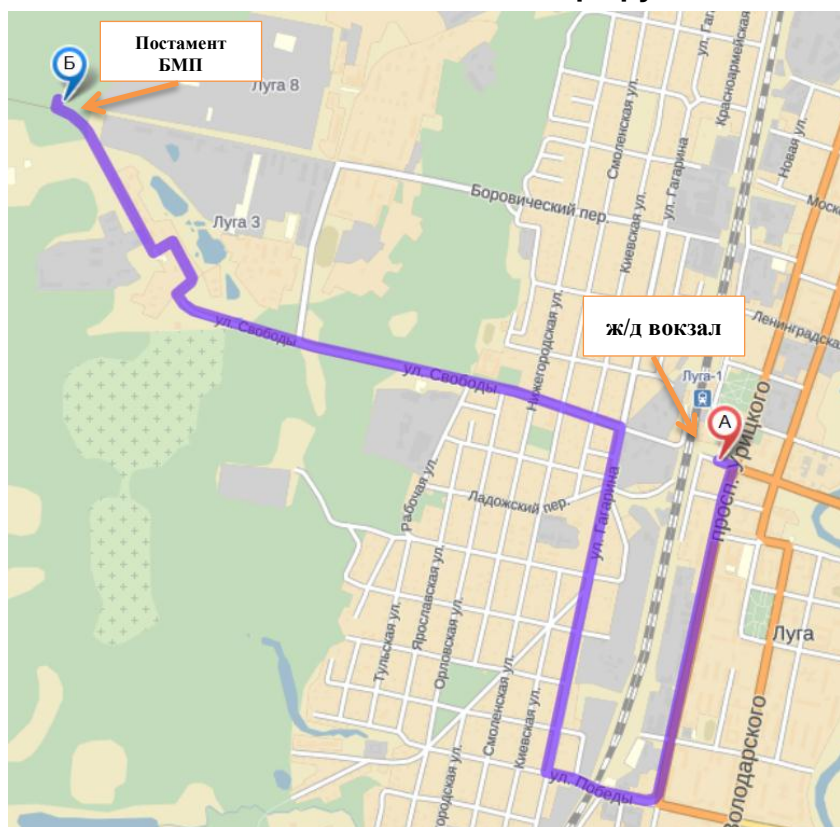 Постамент
БМП
Б
Луга 8
ул. Гагарина
Красноармейская
Смоленская ул.
Новая ул.
Боровический пер.
Киевская ул.
ул. Гагарина
Луга 3
ул. Свободы
Нижегородская ул.
ж/д вокзал
Ленинградская
ул. Свободы
Луга-1
А
просп. Урицкого
Рабочая ул.
Ладожский пер.
ул. Гагарина
Ярославская ул.
Тульская ул.
Орловская ул.
Луга
Смоленская ул.
Киевская ул.
ул. Победы
Володарского